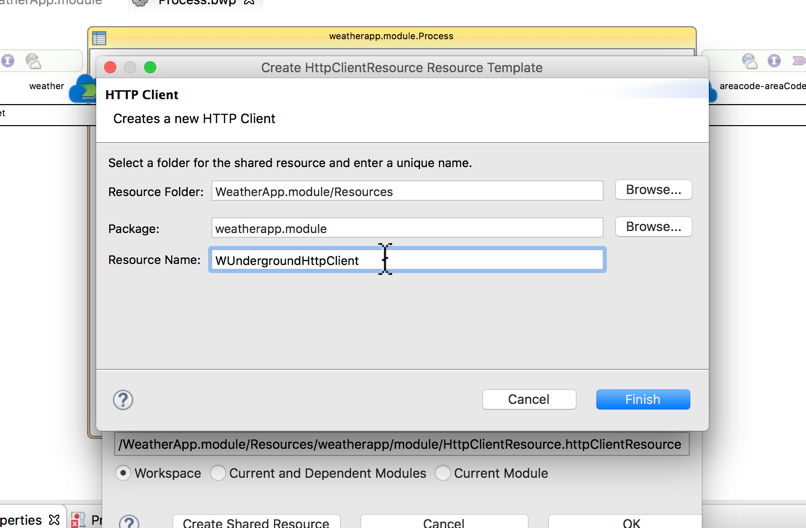 Process.bwp
weatherapp.module.Process
Create HttpClientResource Resource Template
weather
areacode-areaCode
HTTP Client
Creates a new HTTP Client
Select a folder for the shared resource and enter a unique name.
Resource Folder: WeatherApp.module/Resources Browse...
Package: weatherapp.module Browse...
Resource Name: WUndergroundHttpClient
? Cancel Finish
/WeatherApp.module/Resources/weatherapp/module/HttpClientResource.httpClientResource
Workspace Current and Dependent Modules Current Module
perties
? Create Shared Resource Cancel OK